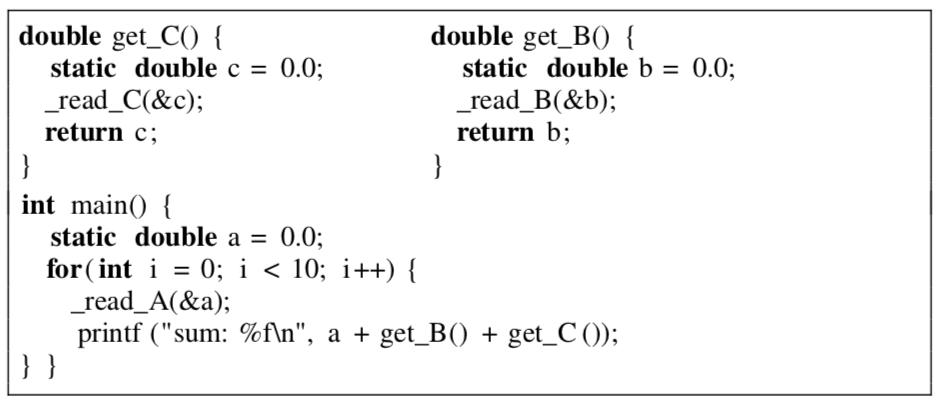 double get_C() {
static double c = 0.0;
_read_C(&c);
return c;
}
double get_B() {
static double b = 0.0;
_read_B(&b);
return b;
}
int main() {
static double a = 0.0;
for(int i = 0; i < 10; i++) {
_read_A(&a);
printf ("sum: %f\n", a + get_B() + get_C ());
} }